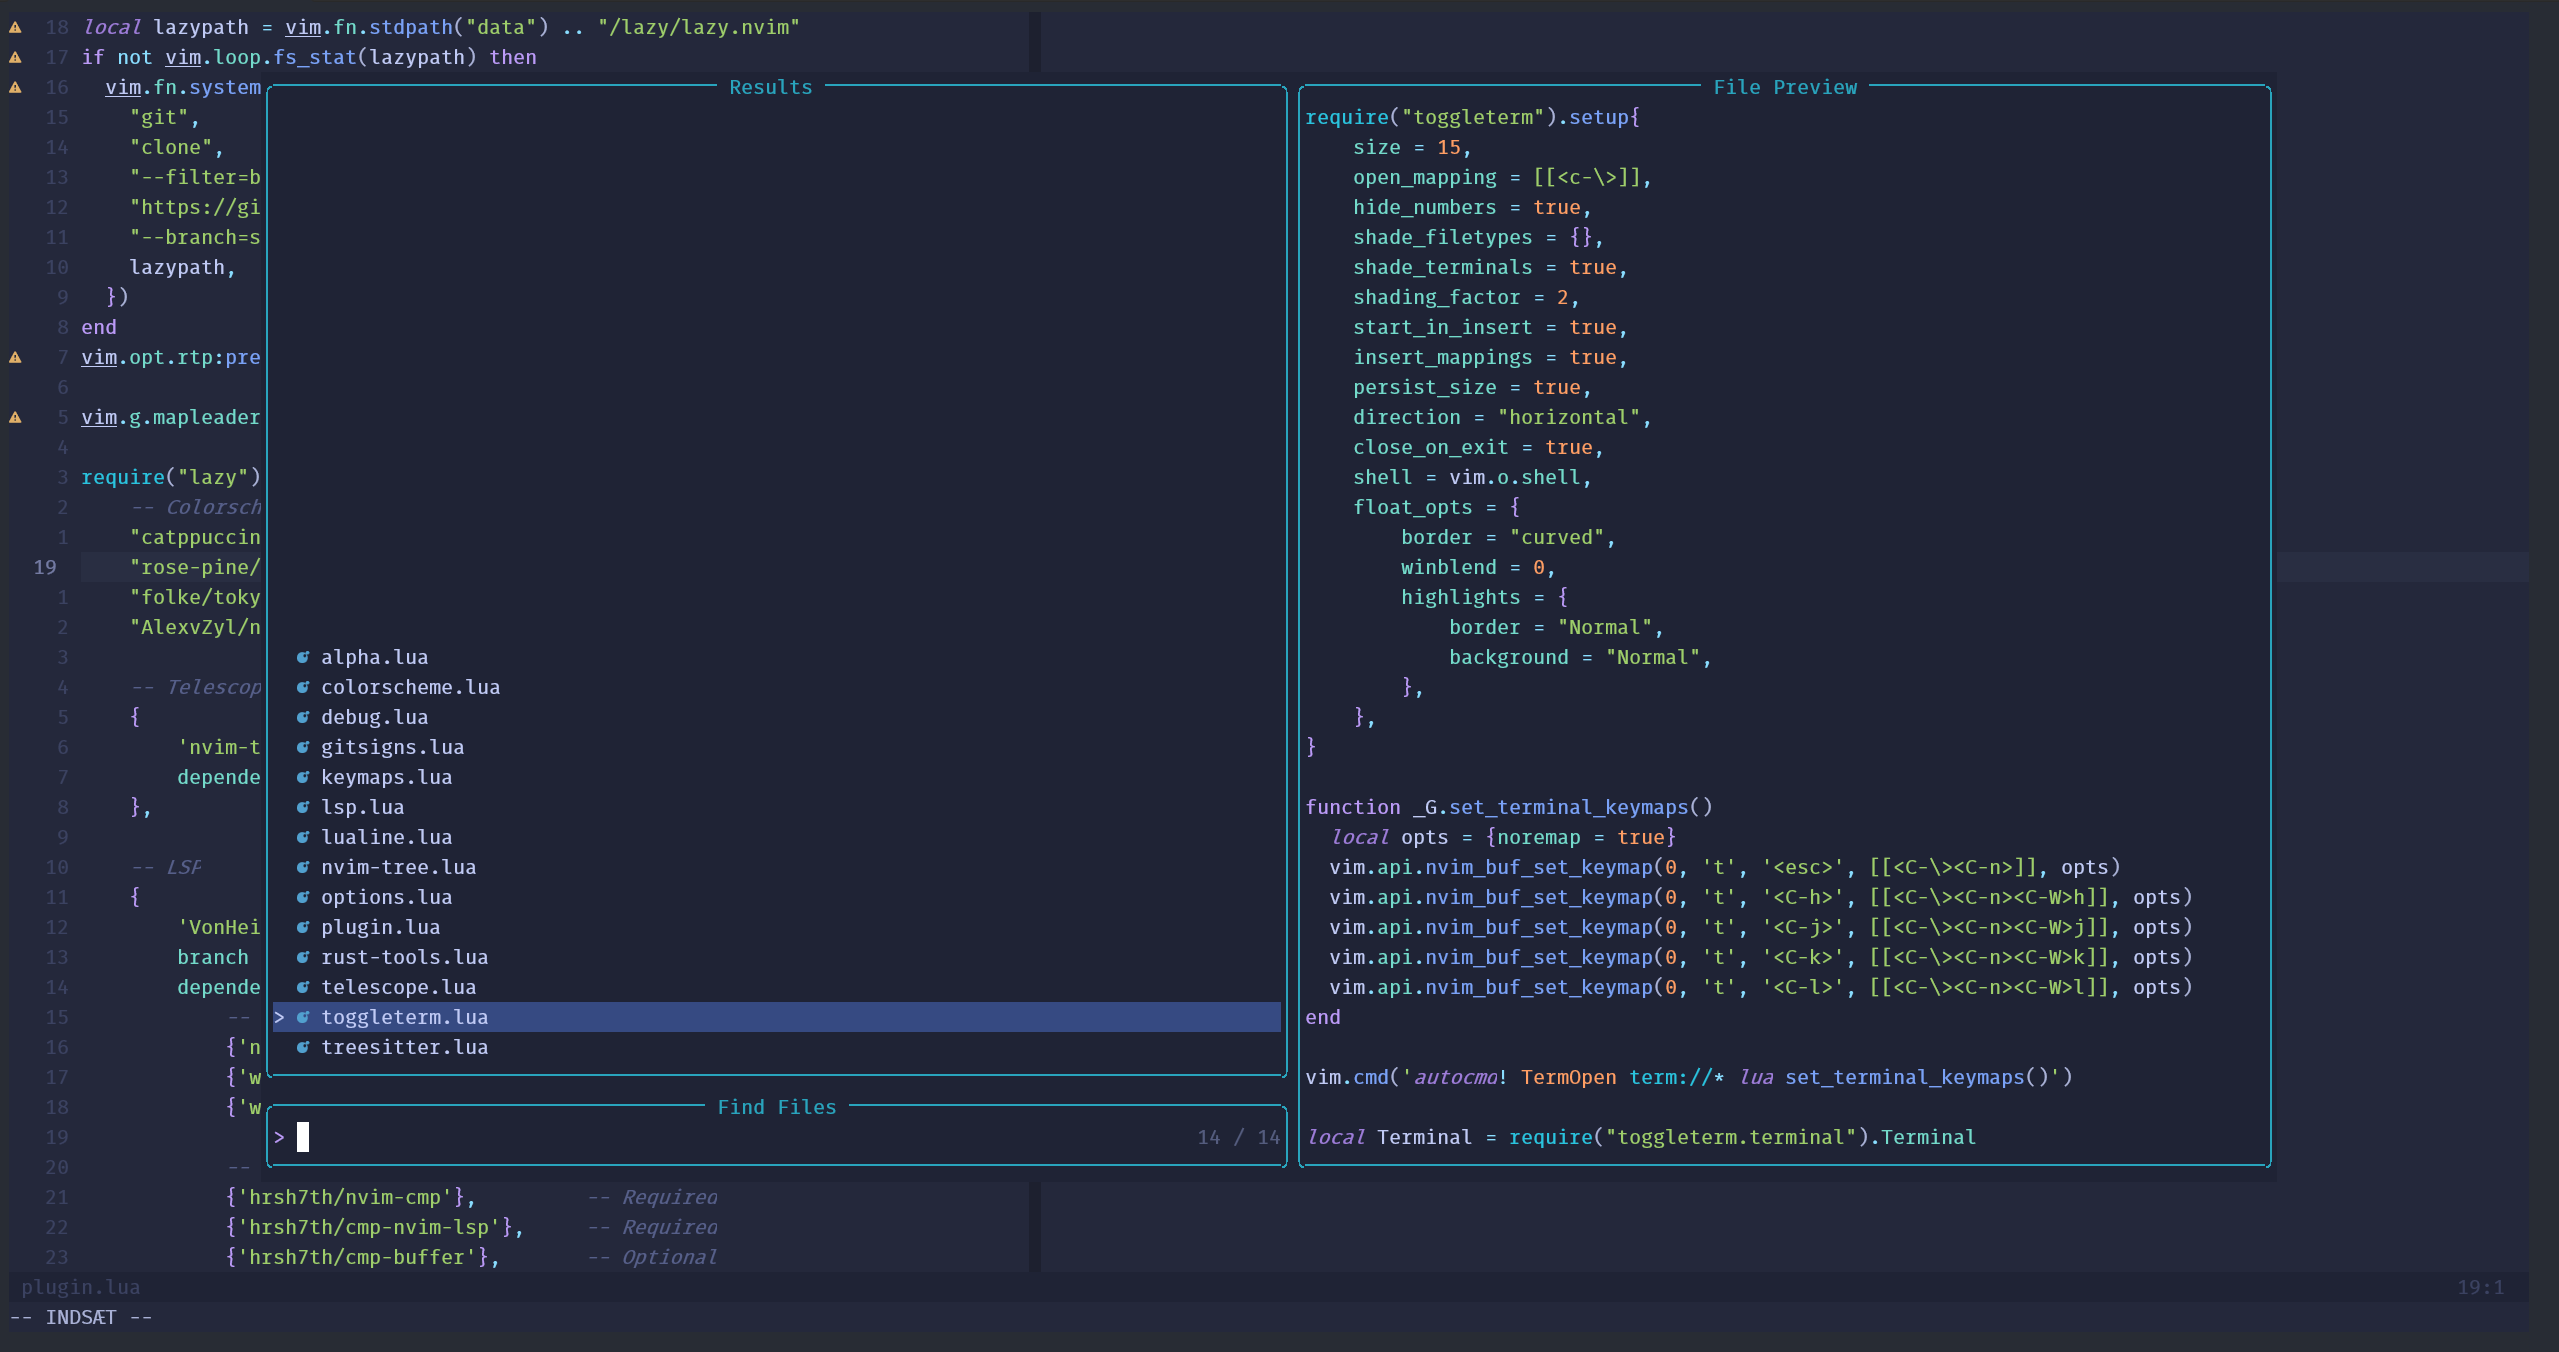 18 local lazypath = vim.fn.stdpath("data") .. "/lazy/lazy.nvim"
17 if not vim.loop.fs_stat(lazypath) then
16 vim.fn.system
15 "git",
14 "clone",
13 "--filter=b
12 "https://gi
11 "--branch=s
10 lazypath,
9 })
8 end
7 vim.opt.rtp:pre
6
5 vim.g.mapleader
4
3 require("lazy")
2 -- Colorsch
1 "catppuccin
19 "rose-pine/
1 "folke/toky
2 "AlexvZyl/n
3
4 -- Telescop
5 {
6 'nvim-t
7 depende
8 },
9
10 -- LSP
11 {
12 'VonHei
13 branch
14 depende
15 --
16 {'n
17 {'w
18 {'w
19
20 --
21 {'hrsh7th/nvim-cmp'}, -- Required
22 {'hrsh7th/cmp-nvim-lsp'}, -- Required
23 {'hrsh7th/cmp-buffer'}, -- Optional
Results
alpha.lua
colorscheme.lua
debug.lua
gitsigns.lua
keymaps.lua
lsp.lua
lualine.lua
nvim-tree.lua
options.lua
plugin.lua
rust-tools.lua
telescope.lua
> toggleterm.lua
treesitter.lua
Find Files
> 14 / 14
File Preview
require("toggleterm").setup{
size = 15,
open_mapping = [[<c-\>]],
hide_numbers = true,
shade_filetypes = {},
shade_terminals = true,
shading_factor = 2,
start_in_insert = true,
insert_mappings = true,
persist_size = true,
direction = "horizontal",
close_on_exit = true,
shell = vim.o.shell,
float_opts = {
border = "curved",
winblend = 0,
highlights = {
border = "Normal",
background = "Normal",
},
},
}
function _G.set_terminal_keymaps()
local opts = {noremap = true}
vim.api.nvim_buf_set_keymap(0, 't', '<esc>', [[<C-\><C-n>]], opts)
vim.api.nvim_buf_set_keymap(0, 't', '<C-h>', [[<C-\><C-n><C-W>h]], opts)
vim.api.nvim_buf_set_keymap(0, 't', '<C-j>', [[<C-\><C-n><C-W>j]], opts)
vim.api.nvim_buf_set_keymap(0, 't', '<C-k>', [[<C-\><C-n><C-W>k]], opts)
vim.api.nvim_buf_set_keymap(0, 't', '<C-l>', [[<C-\><C-n><C-W>l]], opts)
end
vim.cmd('autocmd! TermOpen term://* lua set_terminal_keymaps()')
local Terminal = require("toggleterm.terminal").Terminal
plugin.lua 19:1
-- INDSÆT --